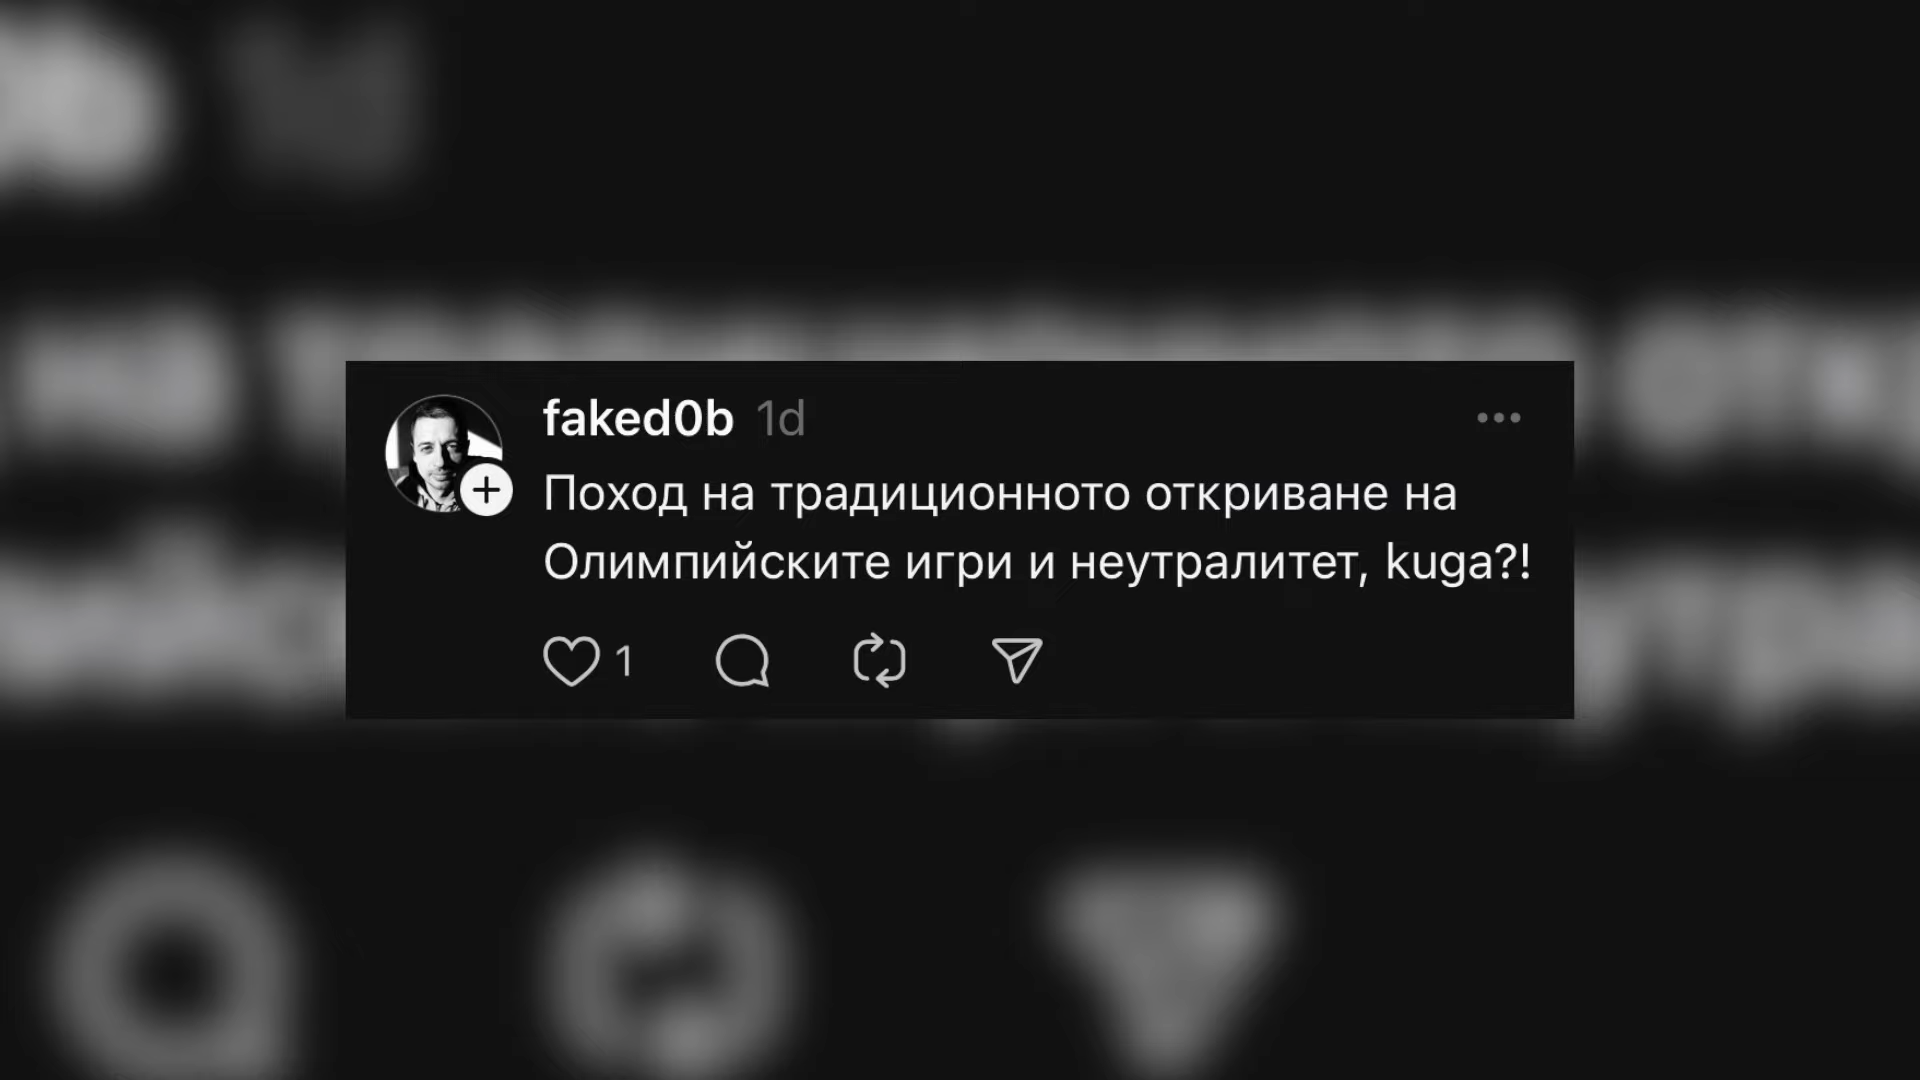 faked0b 1d
Поход на традиционното откриване на
Олимпийските игри и неутралитет, kuga?!
1